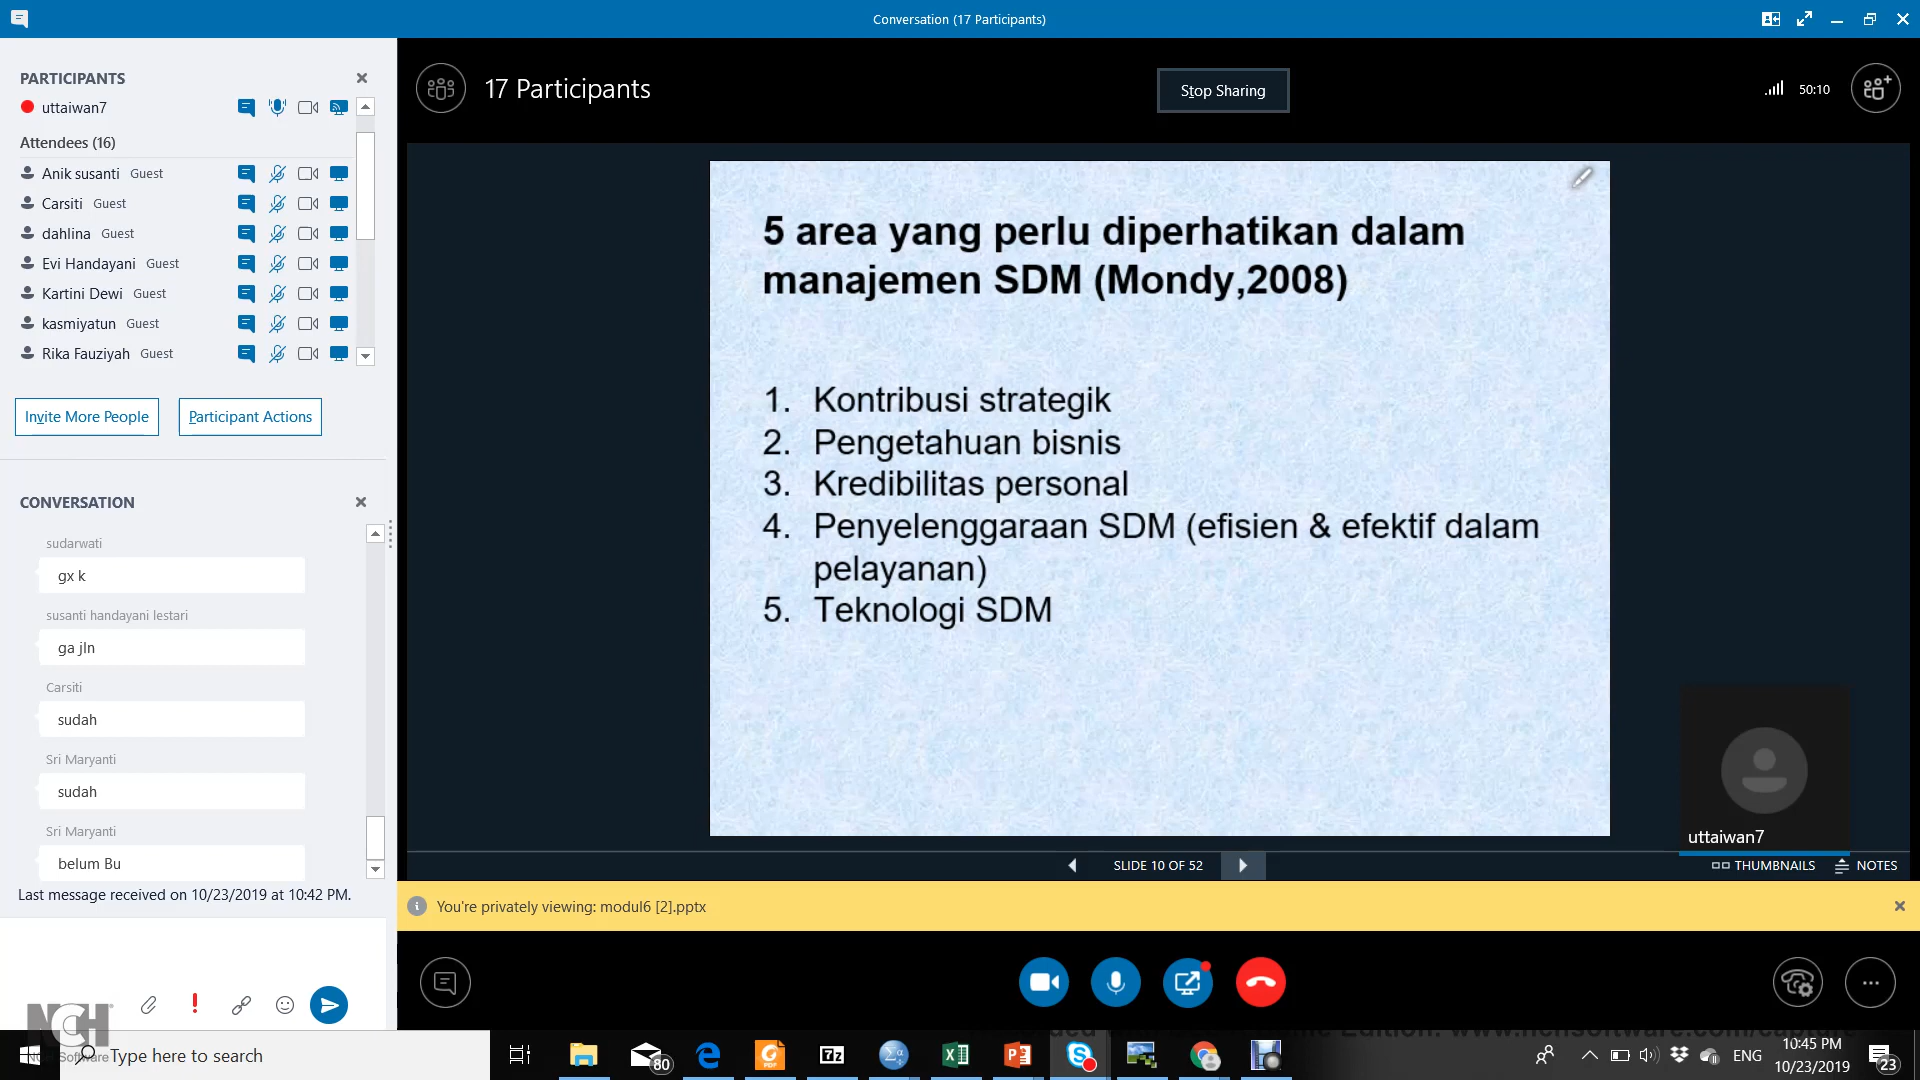 Conversation (17 Participants)
PARTICIPANTS
uttaiwan7
Attendees (16)
Anik susanti Guest
Carsiti Guest
dahlina Guest
Evi Handayani Guest
Kartini Dewi Guest
kasmiyatun Guest
Rika Fauziyah Guest
Invite More People
Participant Actions
CONVERSATION
sudarwati
gx k
susanti handayani lestari
ga jln
Carsiti
sudah
Sri Maryanti
sudah
Sri Maryanti
belum Bu
Last message received on 10/23/2019 at 10:42 PM.
17 Participants
Stop Sharing
50:10
5 area yang perlu diperhatikan dalam
manajemen SDM (Mondy,2008)
1. Kontribusi strategik
2. Pengetahuan bisnis
3. Kredibilitas personal
4. Penyelenggaraan SDM (efisien & efektif dalam
pelayanan)
5. Teknologi SDM
uttaiwan7
SLIDE 10 OF 52
THUMBNAILS
NOTES
You're privately viewing: modul6 [2].pptx
NCH
Type here to search
80
ENG
10:45 PM
10/23/2019
23